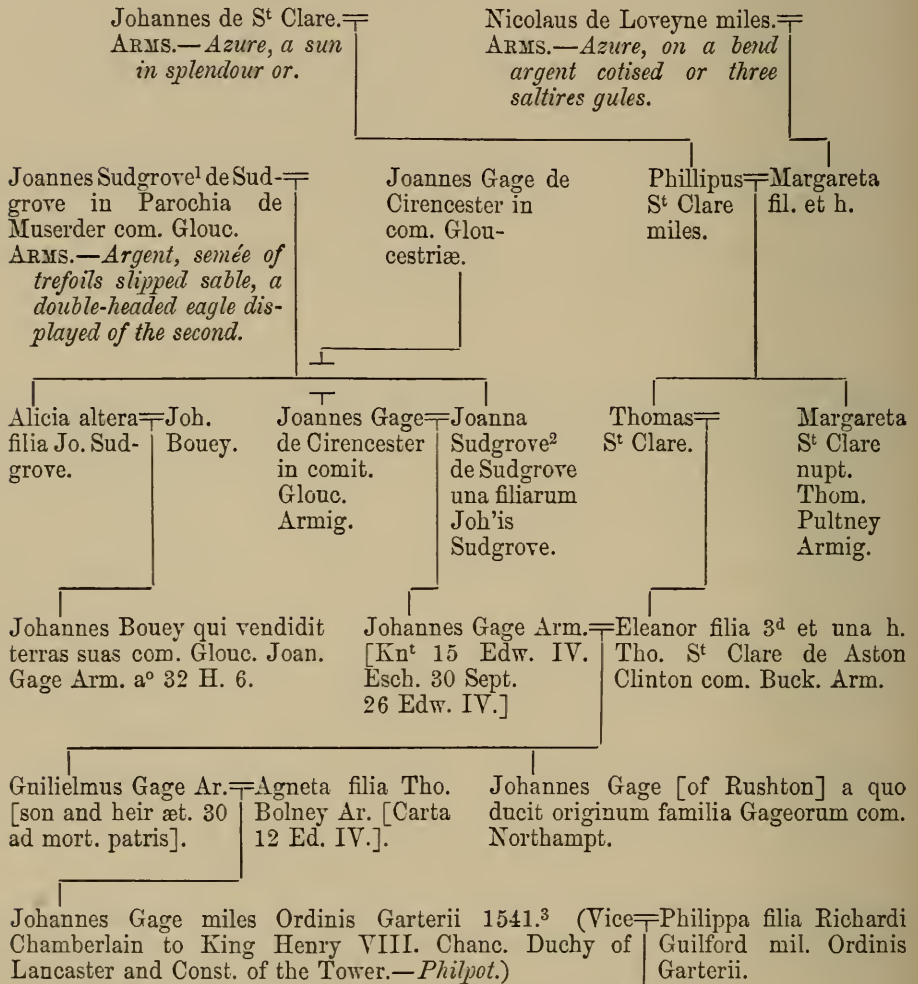 Johannes de Sᵗ Clare.
ARMS.—Azure, a sun
in splendour or.
Nicolaus de Loveyne miles.
ARMS.—Azure, on a bend
argent cotised or three
saltires gules.
Joannes Sudgrove¹ de Sud-
grove in Parochia de
Muserder com. Glouc.
ARMS.—Argent, semée of
trefoils slipped sable, a
double-headed eagle dis-
played of the second.
Joannes Gage de
Cirencester in
com. Glou-
cestriæ.
Phillipus
Sᵗ Clare
miles.
Margareta
fil. et h.
Alicia altera
filia Jo. Sud-
grove.
Joh.
Bouey.
Joannes Gage
de Cirencester
in comit.
Glouc.
Armig.
Joanna
Sudgrove²
de Sudgrove
una filiarum
Joh'is
Sudgrove.
Thomas
Sᵗ Clare.
Margareta
Sᵗ Clare
nupt.
Thom.
Pultney
Armig.
Johannes Bouey qui vendidit
terras suas com. Glouc. Joan.
Gage Arm. aᵒ 32 H. 6.
Johannes Gage Arm.
[Knᵗ 15 Edw. IV.
Esch. 30 Sept.
26 Edw. IV.]
Eleanor filia 3ᵈ et una h.
Tho. Sᵗ Clare de Aston
Clinton com. Buck. Arm.
Gnilielmus Gage Ar.
[son and heir æt. 30
ad mort. patris].
Agneta filia Tho.
Bolney Ar. [Carta
12 Ed. IV.].
Johannes Gage [of Rushton] a quo
ducit originum familia Gageorum com.
Northampt.
Johannes Gage miles Ordinis Garterii 1541.³ (Vice
Chamberlain to King Henry VIII. Chanc. Duchy of
Lancaster and Const. of the Tower.—Philpot.)
Philippa filia Richardi
Guilford mil. Ordinis
Garterii.